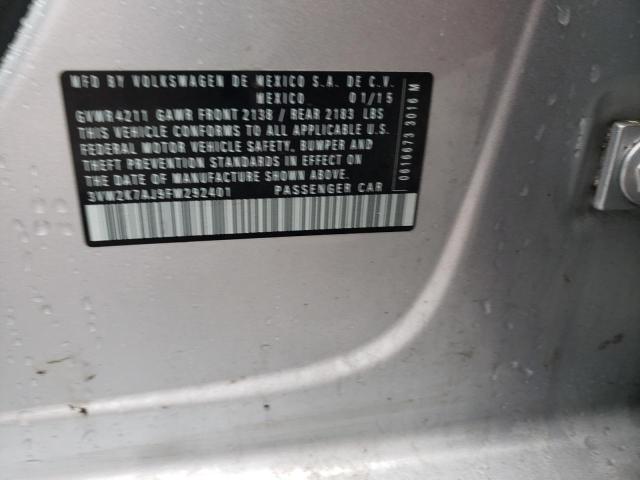 MFD BY VOLKSWAGEN DE MEXICO S.A. DE C.V.
MEXICO 01/15
GVWR 4211 GAWR FRONT 2138 / REAR 2183 LBS
THIS VEHICLE CONFORMS TO ALL APPLICABLE U.S.
FEDERAL MOTOR VEHICLE SAFETY, BUMPER AND
THEFT PREVENTION STANDARDS IN EFFECT ON
THE DATE OF MANUFACTURE SHOWN ABOVE.
3VW2K7AJ9FM292401 PASSENGER CAR
0616673 3016 M